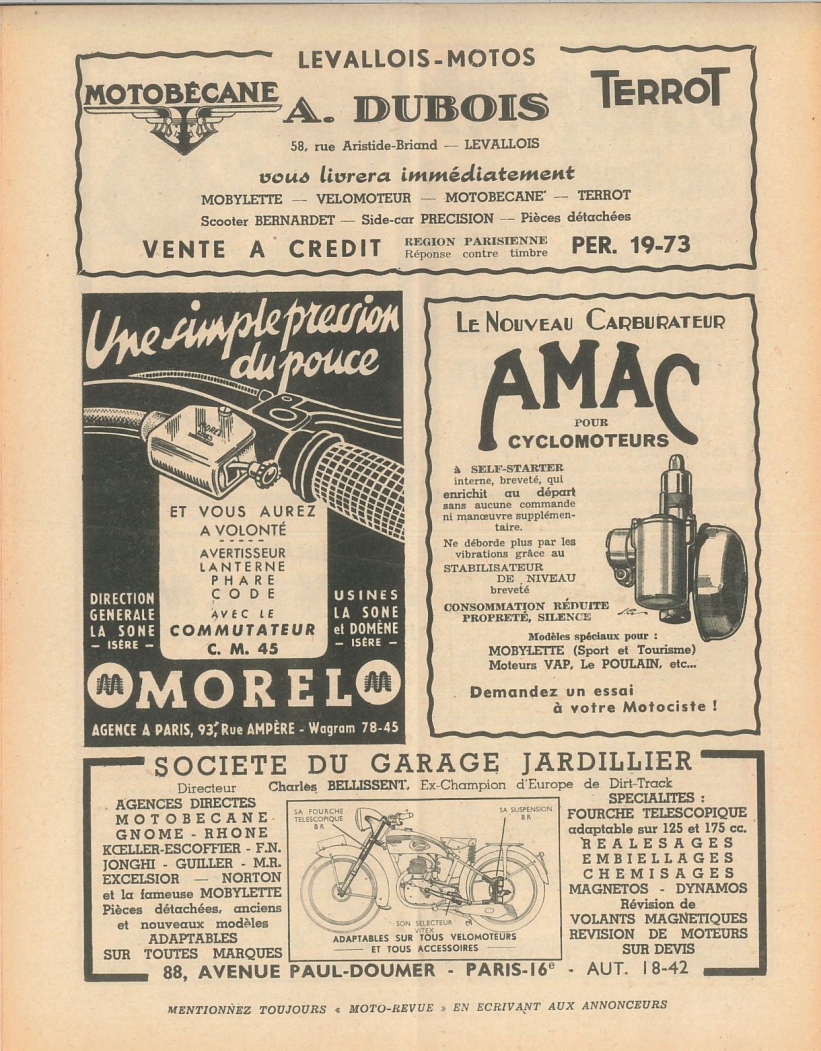 LEVALLOIS-MOTOS
MOTOBÉCANE
TERROT
A. DUBOIS
58, rue Aristide-Briand — LEVALLOIS
vous livrera immédiatement
MOBYLETTE — VELOMOTEUR — MOTOBECANE — TERROT
Scooter BERNARDET — Side-car PRECISION — Pièces détachées
VENTE A CREDIT
REGION PARISIENNE
Réponse contre timbre
PER. 19-73
Une simple pression
du pouce
MOREL
ET VOUS AUREZ
A VOLONTÉ
AVERTISSEUR
LANTERNE
PHARE
CODE
AVEC LE
COMMUTATEUR
C. M. 45
DIRECTION
GENERALE
LA SONE
– ISÈRE –
USINES
LA SONE
et DOMÈNE
– ISÈRE –
MOREL
AGENCE A PARIS, 93, Rue AMPÈRE - Wagram 78-45
LE NOUVEAU CARBURATEUR
AMAC
POUR
CYCLOMOTEURS
à SELF-STARTER
interne, breveté, qui
enrichit au départ
sans aucune commande
ni manœuvre supplémen-
taire.
Ne déborde plus par les
vibrations grâce au
STABILISATEUR
DE NIVEAU
breveté
CONSOMMATION RÉDUITE
PROPRETÉ, SILENCE
Modèles spéciaux pour :
MOBYLETTE (Sport et Tourisme)
Moteurs VAP, Le POULAIN, etc...
Demandez un essai
à votre Motociste !
SOCIETE DU GARAGE JARDILLIER
Directeur Charles BELLISSENT, Ex-Champion d'Europe de Dirt-Track
AGENCES DIRECTES
MOTOBECANE
GNOME - RHONE
KŒLLER-ESCOFFIER - F.N.
JONGHI - GUILLER - M.R.
EXCELSIOR — NORTON
et la fameuse MOBYLETTE
Pièces détachées, anciens
et nouveaux modèles
ADAPTABLES
SUR TOUTES MARQUES
SA FOURCHE
TELESCOPIQUE
BR
SA SUSPENSION
BR
SON SELECTEUR
VITEX
ADAPTABLES SUR TOUS VELOMOTEURS
ET TOUS ACCESSOIRES
SPECIALITES :
FOURCHE TELESCOPIQUE
adaptable sur 125 et 175 cc.
REALESAGES
EMBIELLAGES
CHEMISAGES
MAGNETOS - DYNAMOS
Révision de
VOLANTS MAGNETIQUES
REVISION DE MOTEURS
SUR DEVIS
88, AVENUE PAUL-DOUMER - PARIS-16e - AUT. 18-42
MENTIONNEZ TOUJOURS « MOTO-REVUE » EN ECRIVANT AUX ANNONCEURS